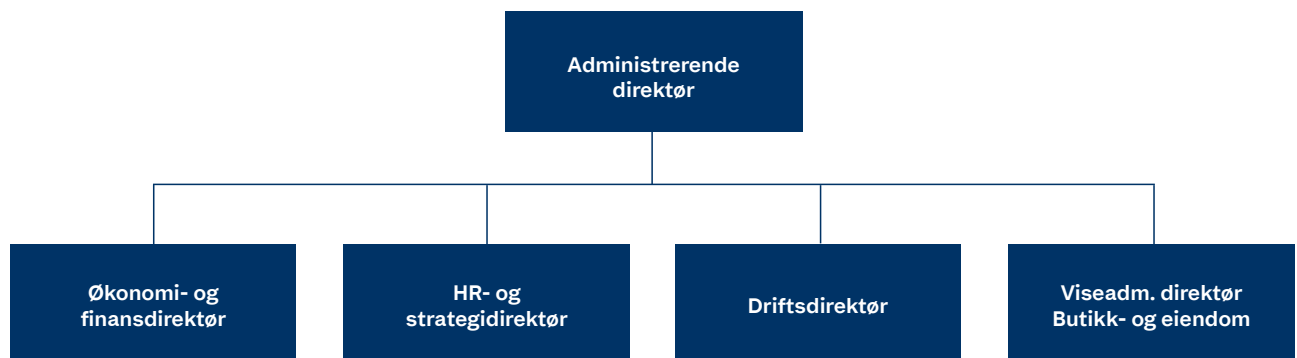 Administrerende
direktør
Økonomi- og
finansdirektør
HR- og
strategidirektør
Driftsdirektør
Viseadm. direktør
Butikk- og eiendom